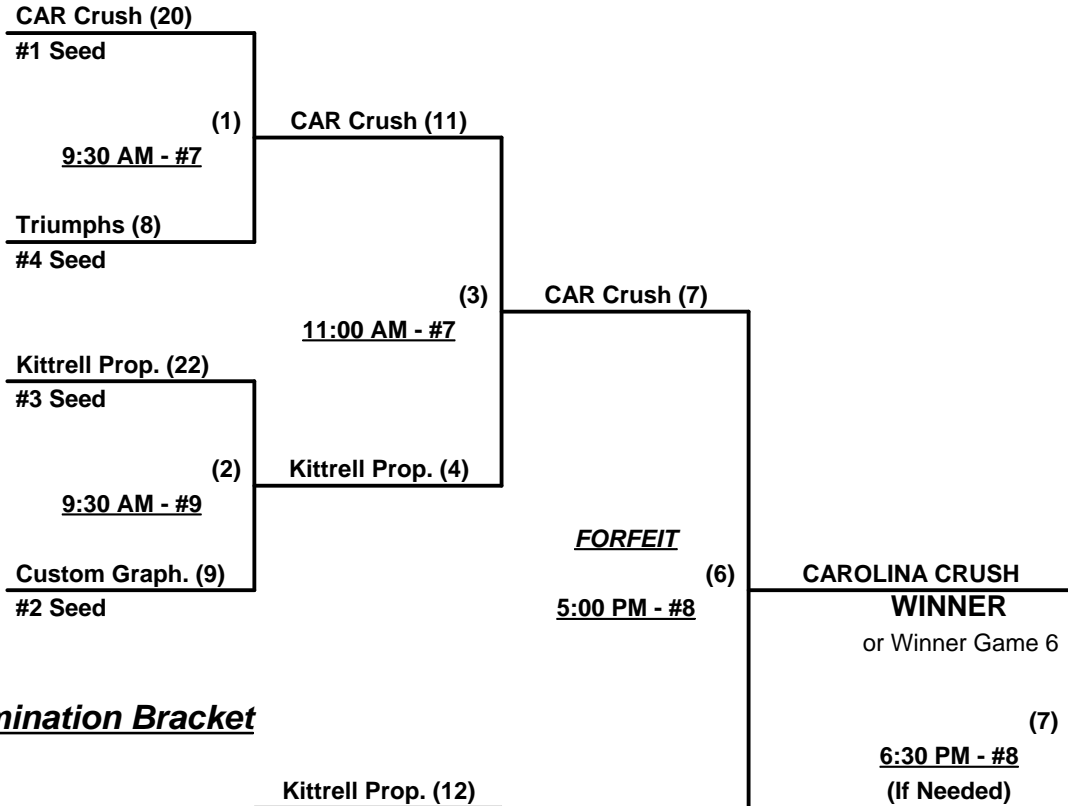 CAR Crush (20)
#1 Seed
(1)
CAR Crush (11)
9:30 AM - #7
Triumphs (8)
#4 Seed
(3)
CAR Crush (7)
11:00 AM - #7
Kittrell Prop. (22)
#3 Seed
(2)
Kittrell Prop. (4)
9:30 AM - #9
FORFEIT
Custom Graph. (9)
(6)
CAROLINA CRUSH
#2 Seed
5:00 PM - #8
WINNER
or Winner Game 6
mination Bracket
(7)
6:30 PM - #8
Kittrell Prop. (12)
(If Needed)